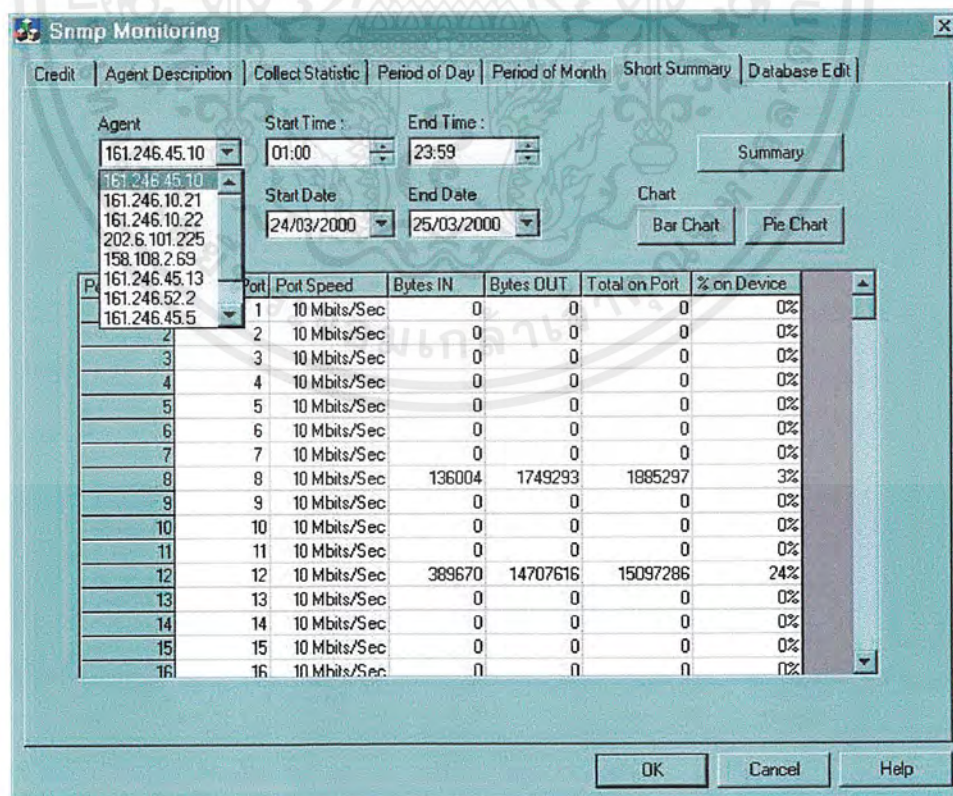 Snmp Monitoring
Credit Agent Description Collect Statistic Period of Day Period of Month Short Summary Database Edit
Agent Start Time : End Time :
161.246.45.10 01:00 23:59 Summary
161.246.45.10
161.246.10.21
161.246.10.22
202.6.101.225
158.108.2.69
161.246.45.13
161.246.52.2
161.246.45.5
Start Date End Date Chart
24/03/2000 25/03/2000 Bar Chart Pie Chart
Port Port Speed Bytes IN Bytes OUT Total on Port % on Device
1 10 Mbits/Sec 0 0 0 0%
2 2 10 Mbits/Sec 0 0 0 0%
3 3 10 Mbits/Sec 0 0 0 0%
4 4 10 Mbits/Sec 0 0 0 0%
5 5 10 Mbits/Sec 0 0 0 0%
6 6 10 Mbits/Sec 0 0 0 0%
7 7 10 Mbits/Sec 0 0 0 0%
8 8 10 Mbits/Sec 136004 1749293 1885297 3%
9 9 10 Mbits/Sec 0 0 0 0%
10 10 10 Mbits/Sec 0 0 0 0%
11 11 10 Mbits/Sec 0 0 0 0%
12 12 10 Mbits/Sec 389670 14707616 15097286 24%
13 13 10 Mbits/Sec 0 0 0 0%
14 14 10 Mbits/Sec 0 0 0 0%
15 15 10 Mbits/Sec 0 0 0 0%
16 16 10 Mbits/Sec 0 0 0 0%
OK Cancel Help